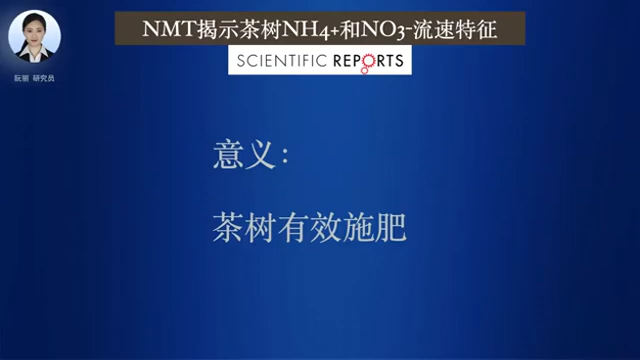 NMT揭示茶树NH4+和NO3-流速特征
SCIENTIFIC REPORTS
阮丽 研究员
意义：
茶树有效施肥